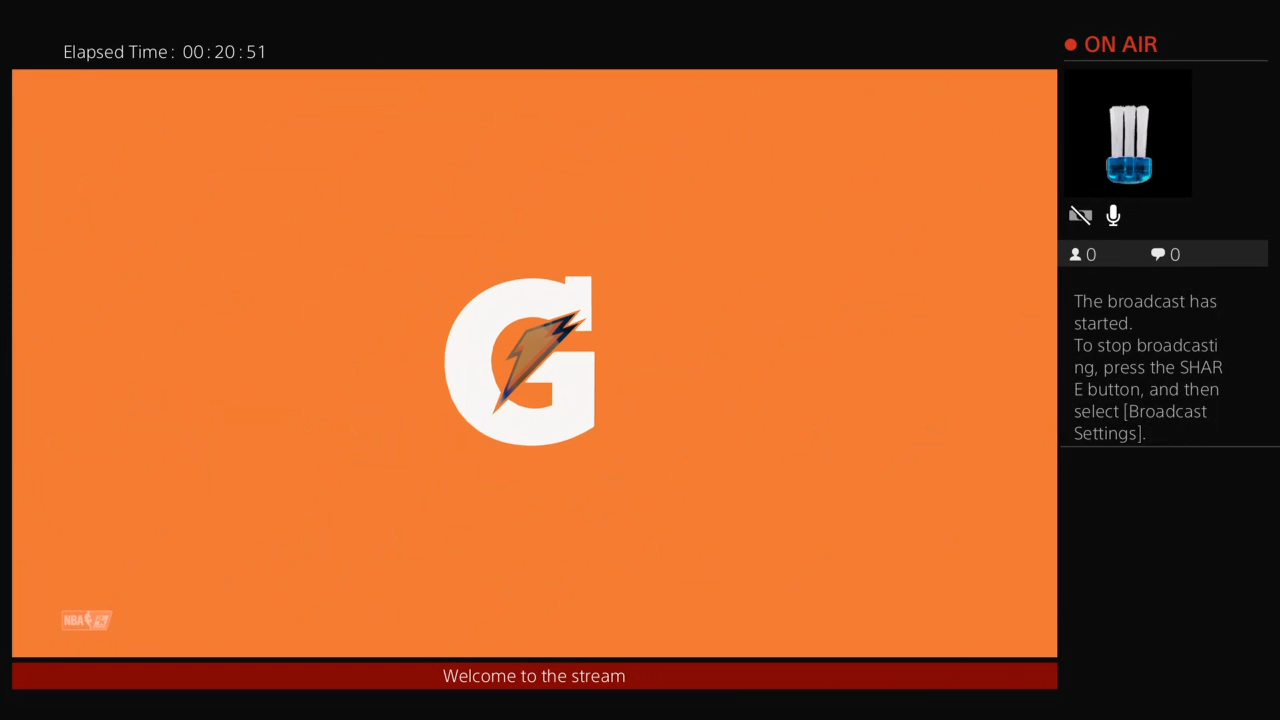 Elapsed Time: 00:20:51
ON AIR
G
0 0
The broadcast has
started.
To stop broadcasti
ng, press the SHAR
E button, and then
select [Broadcast
Settings].
NBA
Welcome to the stream